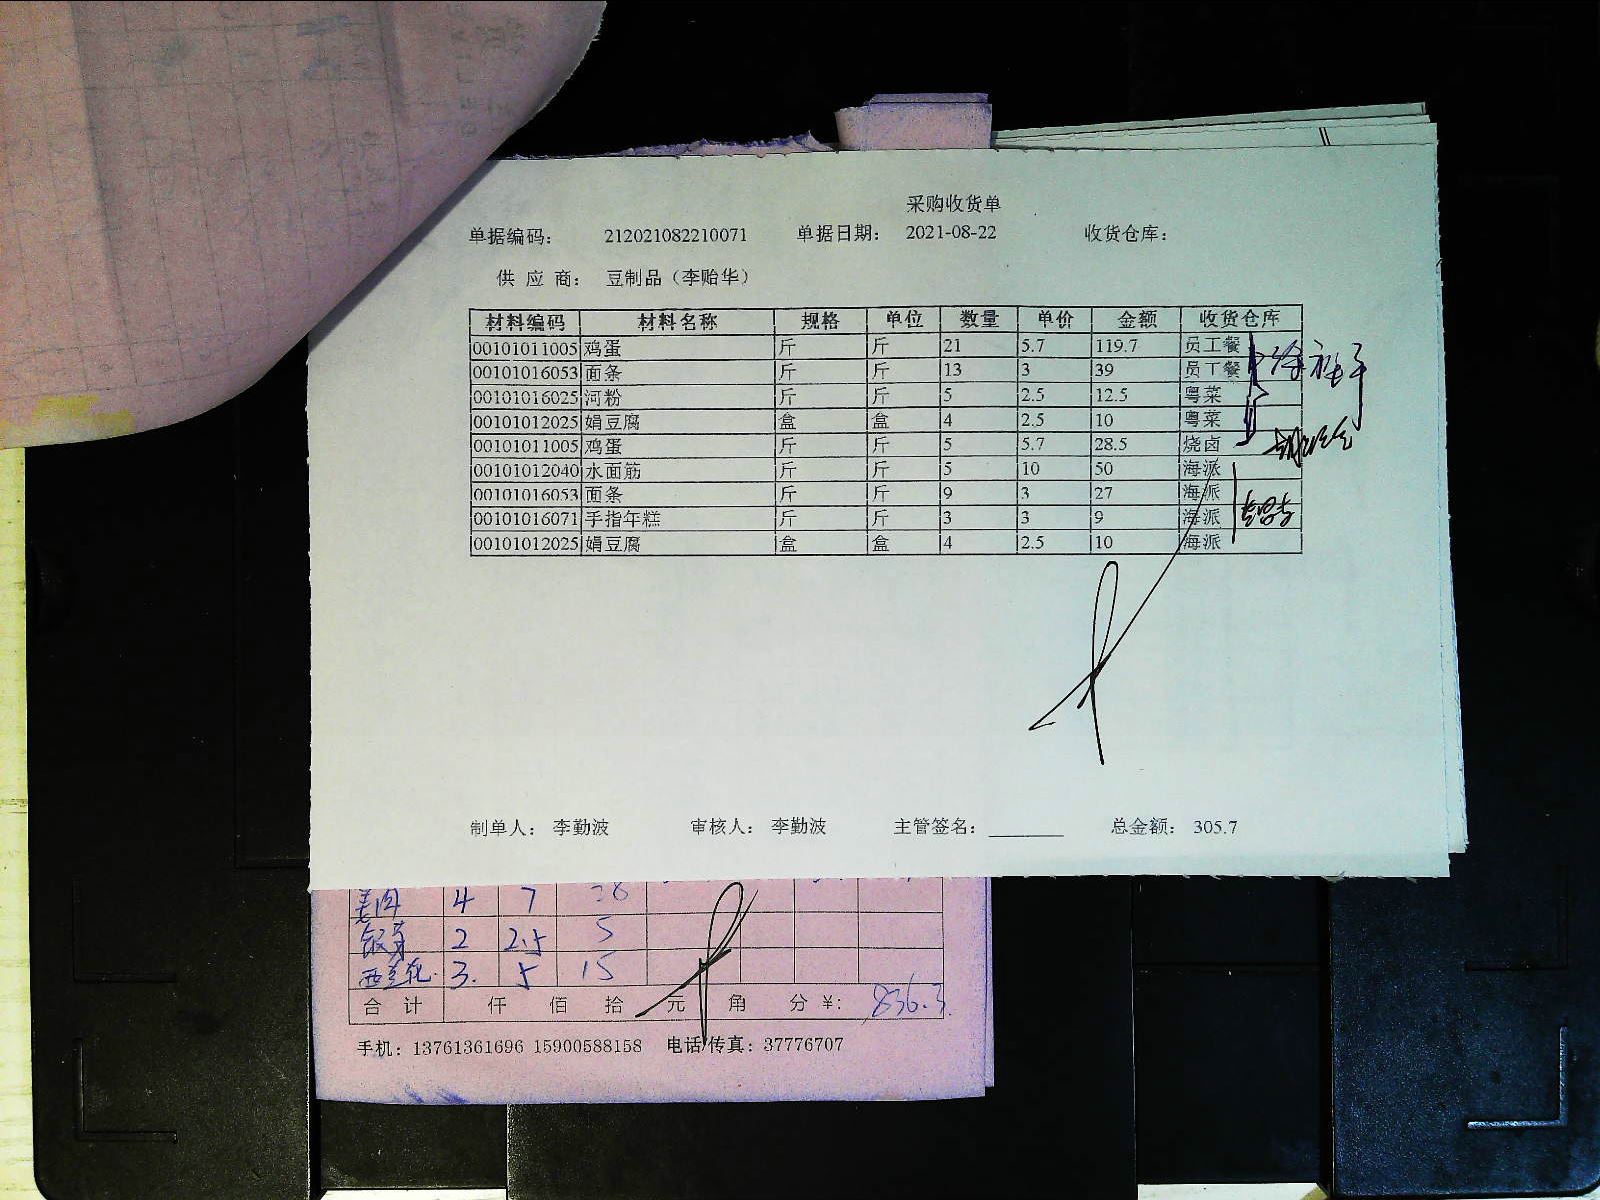 采购收货单
单据编码： 212021082210071 单据日期： 2021-08-22 收货仓库：
供 应 商： 豆制品（李贻华）
材料编码 材料名称 规格 单位 数量 单价 金额 收货仓库
00101011005 鸡蛋 斤 斤 21 5.7 119.7 员工餐
00101016053 面条 斤 斤 13 3 39 员工餐
00101016025 河粉 斤 斤 5 2.5 12.5 粤菜
00101012025 娟豆腐 盒 盒 4 2.5 10 粤菜
00101011005 鸡蛋 斤 斤 5 5.7 28.5 烧卤
00101012040 水面筋 斤 斤 5 10 50 海派
00101016053 面条 斤 斤 9 3 27 海派
00101016071 手指年糕 斤 斤 3 3 9 海派
00101012025 娟豆腐 盒 盒 4 2.5 10 海派
制单人： 李勤波 审核人： 李勤波 主管签名： 总金额： 305.7
4 7
2 2.5 5
3. 5 15
合 计 仟 佰 拾 元 角 分 ¥: 836.3
手机：13761361696 15900588158 电话/传真：37776707